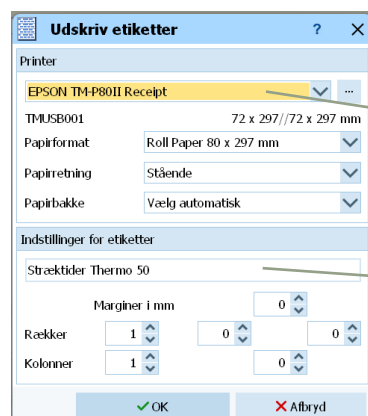 Udskriv etiketter ?
Printer
EPSON TM-P80II Receipt ...
TMUSB001 72 x 297//72 x 297 mm
Papirformat Roll Paper 80 x 297 mm
Papirretning Stående
Papirbakke Vælg automatisk
Indstillinger for etiketter
Stræktider Thermo 50
Marginer i mm 0
Rækker 1 0 0
Kolonner 1 0
OK Afbryd